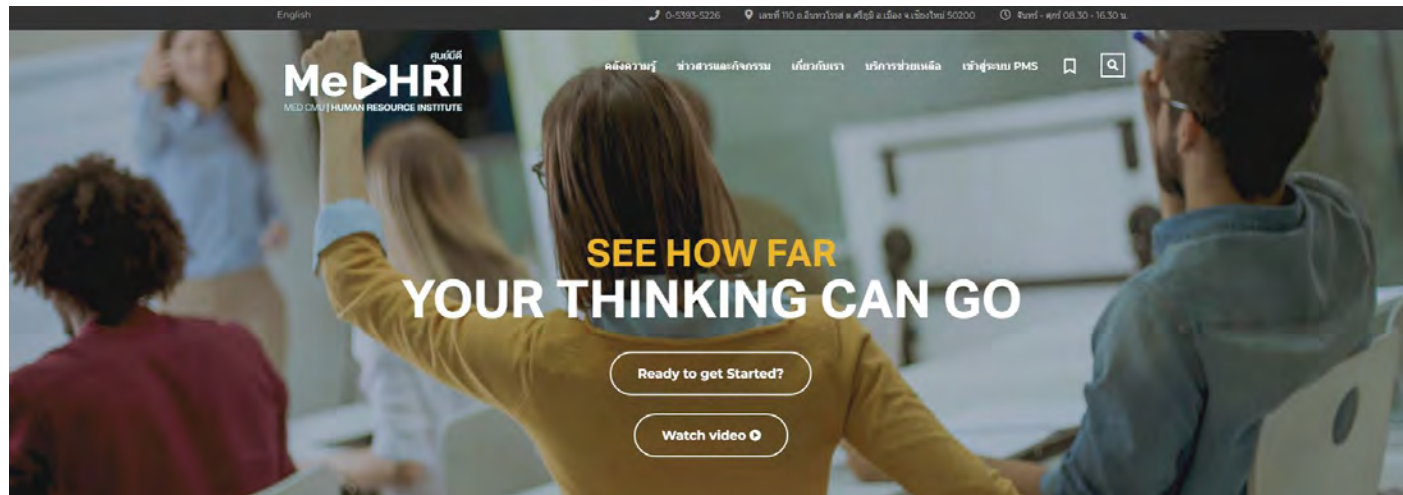 English
0-5393-5226
เลขที่ 110 ถ.อินทวโรรส ต.ศรีภูมิ อ.เมือง จ.เชียงใหม่ 50200
จันทร์ - ศุกร์ 08.30 - 16.30 น.
ศูนย์มีดี
MeDHRI
MED CMU | HUMAN RESOURCE INSTITUTE
คลังความรู้
ข่าวสารและกิจกรรม
เกี่ยวกับเรา
บริการช่วยเหลือ
เข้าสู่ระบบ PMS
SEE HOW FAR
YOUR THINKING CAN GO
Ready to get Started?
Watch video